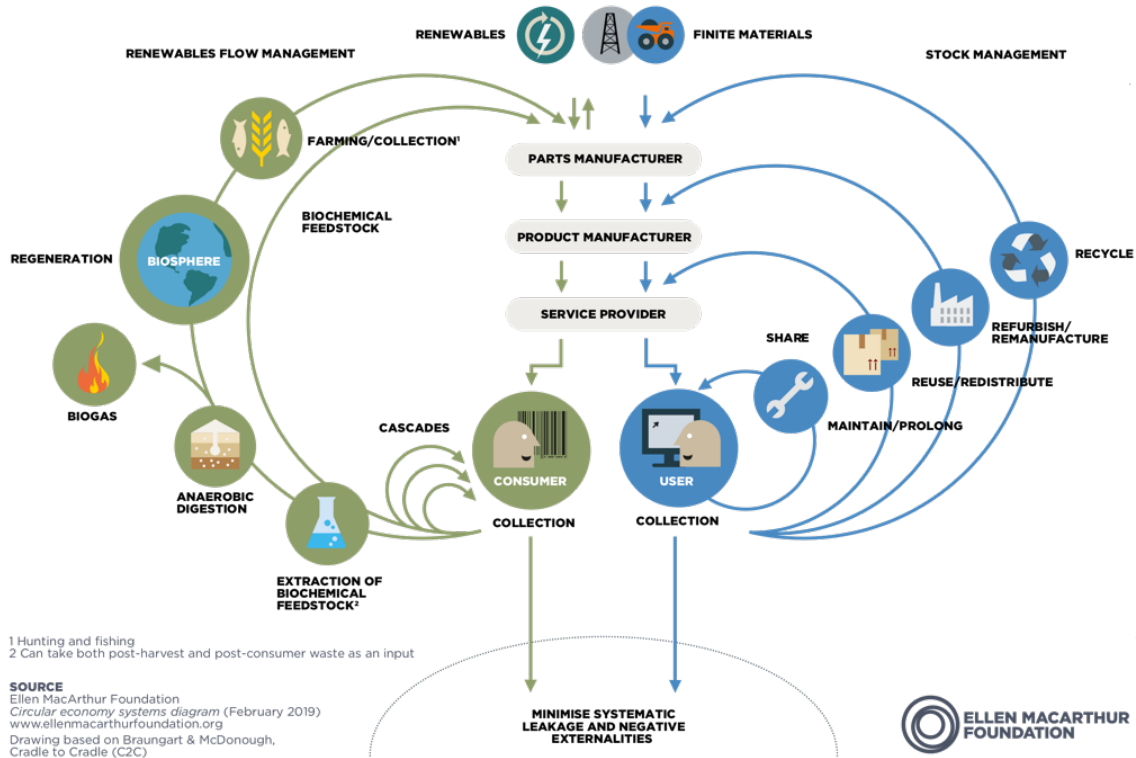 RENEWABLES
FINITE MATERIALS
RENEWABLES FLOW MANAGEMENT
STOCK MANAGEMENT
FARMING/COLLECTION¹
PARTS MANUFACTURER
BIOCHEMICAL
FEEDSTOCK
PRODUCT MANUFACTURER
REGENERATION
BIOSPHERE
RECYCLE
SERVICE PROVIDER
SHARE
REFURBISH/
REMANUFACTURE
REUSE/REDISTRIBUTE
BIOGAS
CASCADES
MAINTAIN/PROLONG
CONSUMER
USER
ANAEROBIC
DIGESTION
COLLECTION
COLLECTION
EXTRACTION OF
BIOCHEMICAL
FEEDSTOCK²
1 Hunting and fishing
2 Can take both post-harvest and post-consumer waste as an input
SOURCE
Ellen MacArthur Foundation
Circular economy systems diagram (February 2019)
www.ellenmacarthurfoundation.org
Drawing based on Braungart & McDonough,
Cradle to Cradle (C2C)
MINIMISE SYSTEMATIC
LEAKAGE AND NEGATIVE
EXTERNALITIES
ELLEN MACARTHUR
FOUNDATION